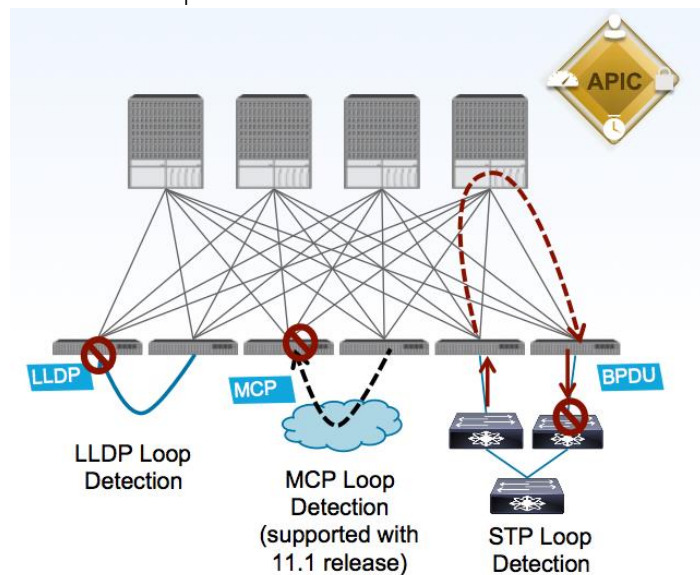 APIC
LLDP
MCP
BPDU
LLDP Loop
Detection
MCP Loop
Detection
(supported with
11.1 release)
STP Loop
Detection